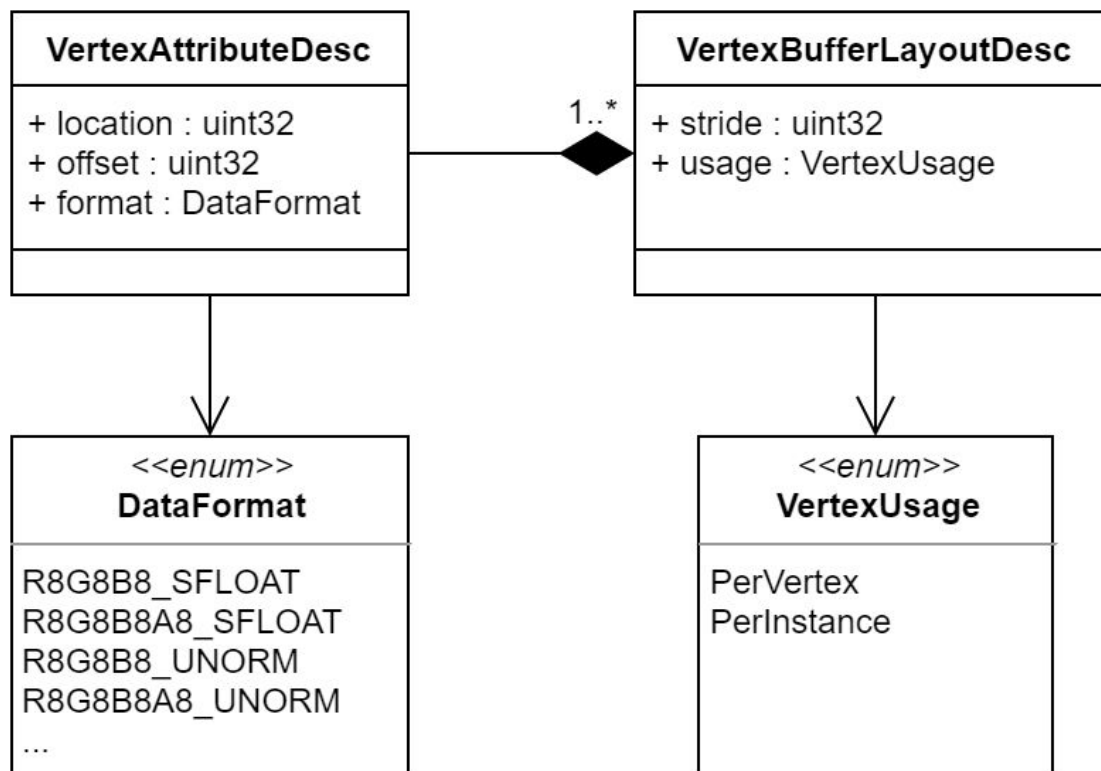 VertexAttributeDesc
+ location : uint32
+ offset : uint32
+ format : DataFormat
1..*
VertexBufferLayoutDesc
+ stride : uint32
+ usage : VertexUsage
<<enum>>
DataFormat
R8G8B8_SFLOAT
R8G8B8A8_SFLOAT
R8G8B8_UNORM
R8G8B8A8_UNORM
...
<<enum>>
VertexUsage
PerVertex
PerInstance